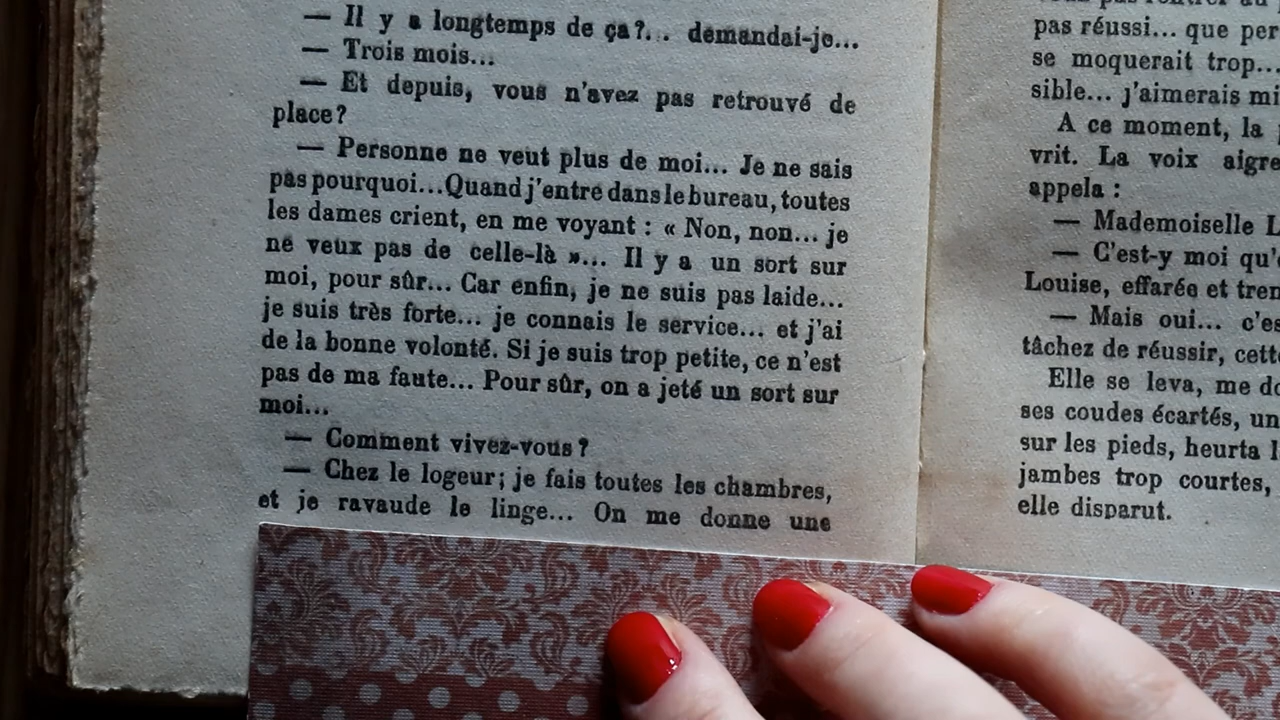 — Il y a longtemps de ça?... demandai-je...
— Trois mois...
— Et depuis, vous n'avez pas retrouvé de
place?
— Personne ne veut plus de moi... Je ne sais
pas pourquoi... Quand j'entre dans le bureau, toutes
les dames crient, en me voyant : « Non, non... je
ne veux pas de celle-là »... Il y a un sort sur
moi, pour sûr... Car enfin, je ne suis pas laide...
je suis très forte... je connais le service... et j'ai
de la bonne volonté. Si je suis trop petite, ce n'est
pas de ma faute... Pour sûr, on a jeté un sort sur
moi...
— Comment vivez-vous?
— Chez le logeur; je fais toutes les chambres,
et je ravaude le linge... On me donne une
pas réussi... que per
se moquerait trop...
sible... j'aimerais mi
A ce moment, la
vrit. La voix aigre
appela :
— Mademoiselle L
— C'est-y moi qu'
Louise, effarée et trem
— Mais oui... c'es
tâchez de réussir, cette
Elle se leva, me do
ses coudes écartés, un
sur les pieds, heurta l
jambes trop courtes,
elle disparut.